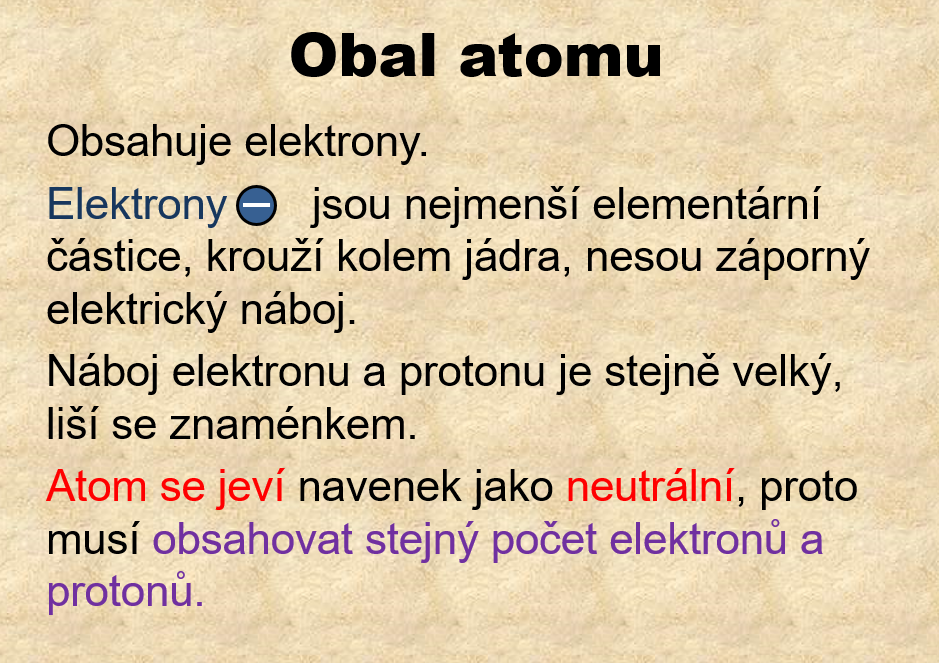 Obal atomu
Obsahuje elektrony.
Elektrony − jsou nejmenší elementární
částice, krouží kolem jádra, nesou záporný
elektrický náboj.
Náboj elektronu a protonu je stejně velký,
liší se znaménkem.
Atom se jeví navenek jako neutrální, proto
musí obsahovat stejný počet elektronů a
protonů.